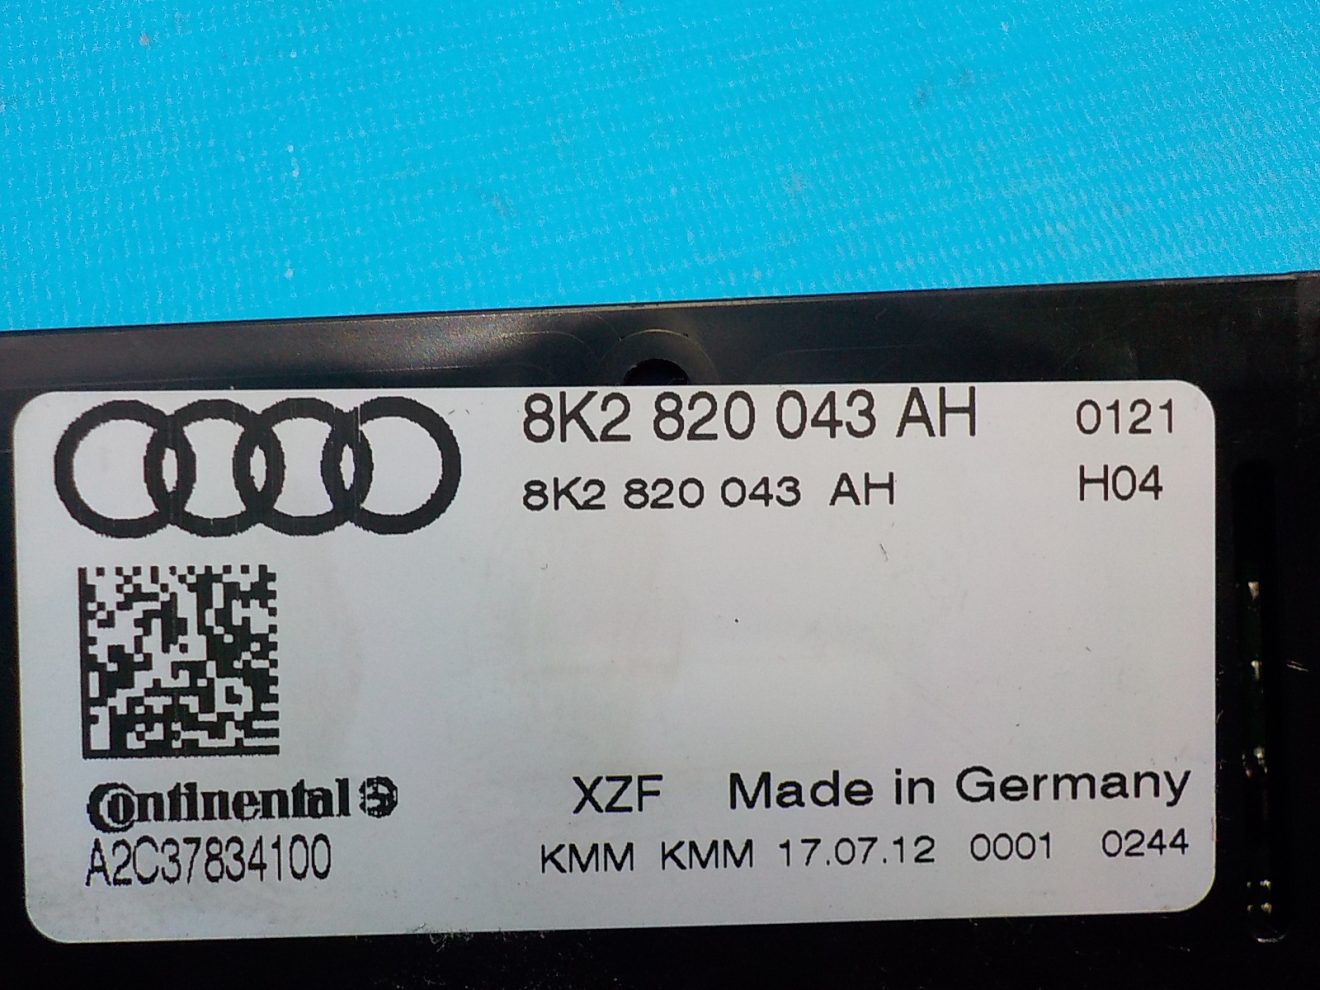 8K2 820 043 AH 0121
8K2 820 043 AH H04
Continental
A2C37834100
XZF Made in Germany
KMM KMM 17.07.12 0001 0244